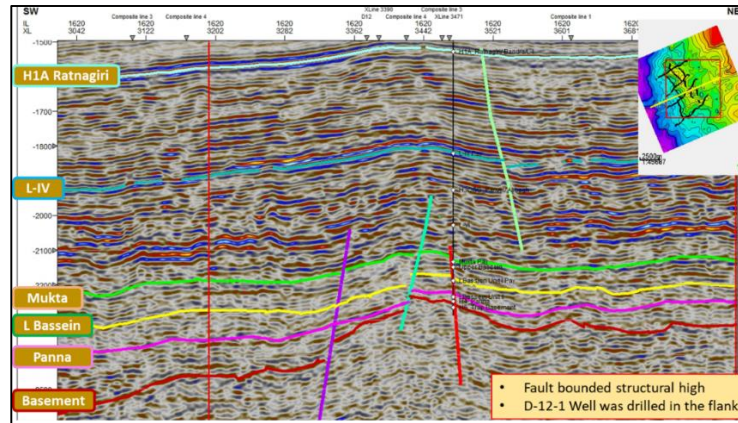 SW
NE
Composite line 3
Composite line 4
XLine 3390
D12
Composite line 4
Composite line 3
XLine 3471
Composite line 1
IL 1620 1620 1620 1620 1620 1620 1620 1620 1620
XL 3042 3122 3202 3282 3362 3442 3521 3601 3681
-1500
H1A Ratnagiri
-1700
-1800
L-IV
-2000
-2100
Mukta
L Bassein
Panna
Basement
2500m
• Fault bounded structural high
• D-12-1 Well was drilled in the flank